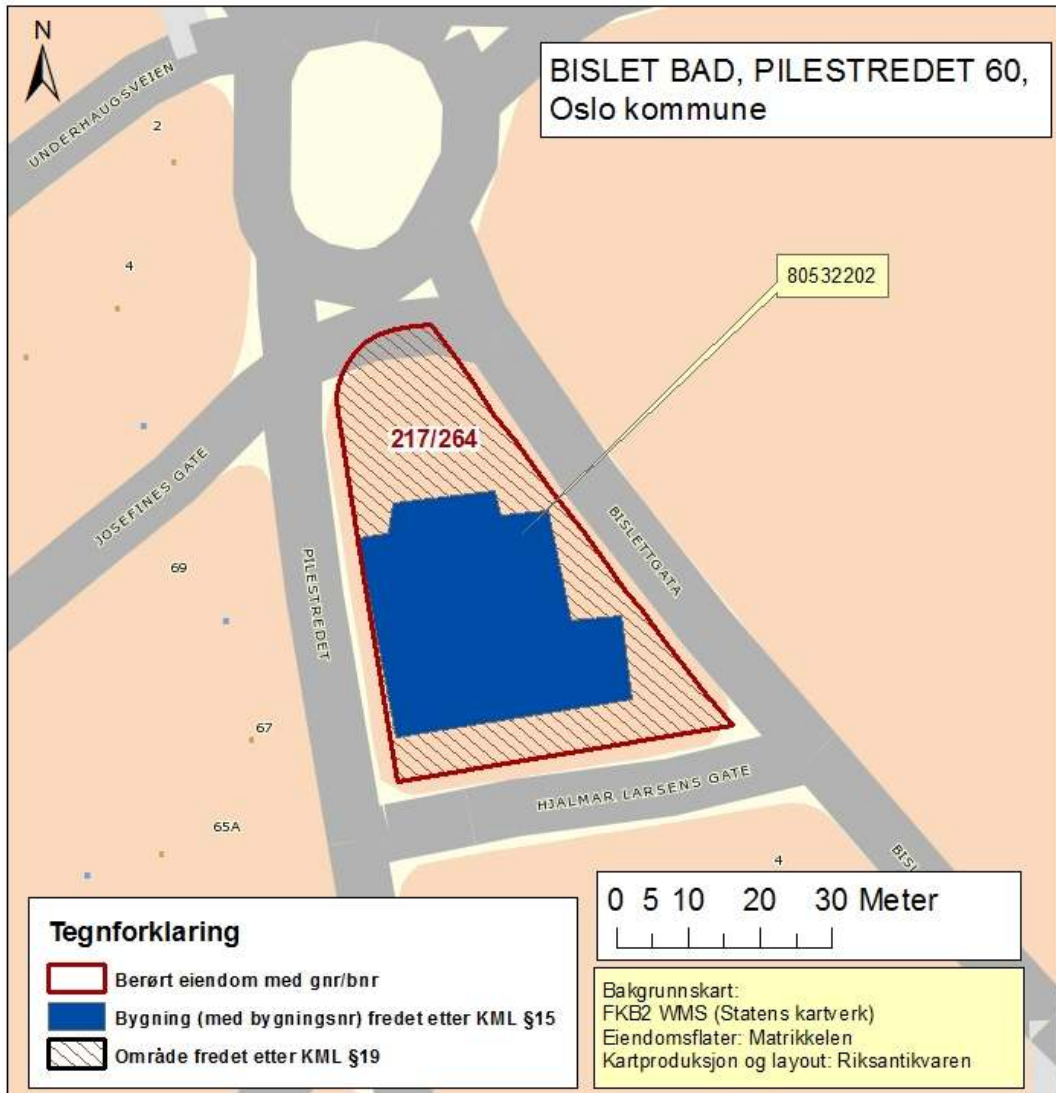 N
BISLET BAD, PILESTREDET 60,
Oslo kommune
UNDERHAUGSVEIEN
2
4
80532202
217/264
JOSEFINES GATE
BISLETTGATA
69
PILESTREDET
67
HJALMAR LARSENS GATE
65A
4
BISL
Tegnforklaring
Berørt eiendom med gnr/bnr
Bygning (med bygningsnr) fredet etter KML §15
Område fredet etter KML §19
0 5 10 20 30 Meter
Bakgrunnskart:
FKB2 WMS (Statens kartverk)
Eiendomsflater: Matrikkelen
Kartproduksjon og layout: Riksantikvaren